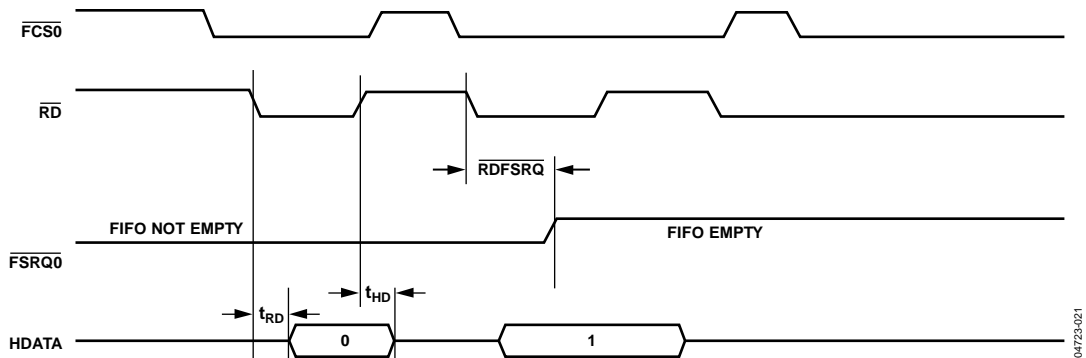 FCS0
RD
RDFSRQ
FIFO NOT EMPTY
FIFO EMPTY
FSRQ0
tHD
tRD
HDATA
0
1
04723-021